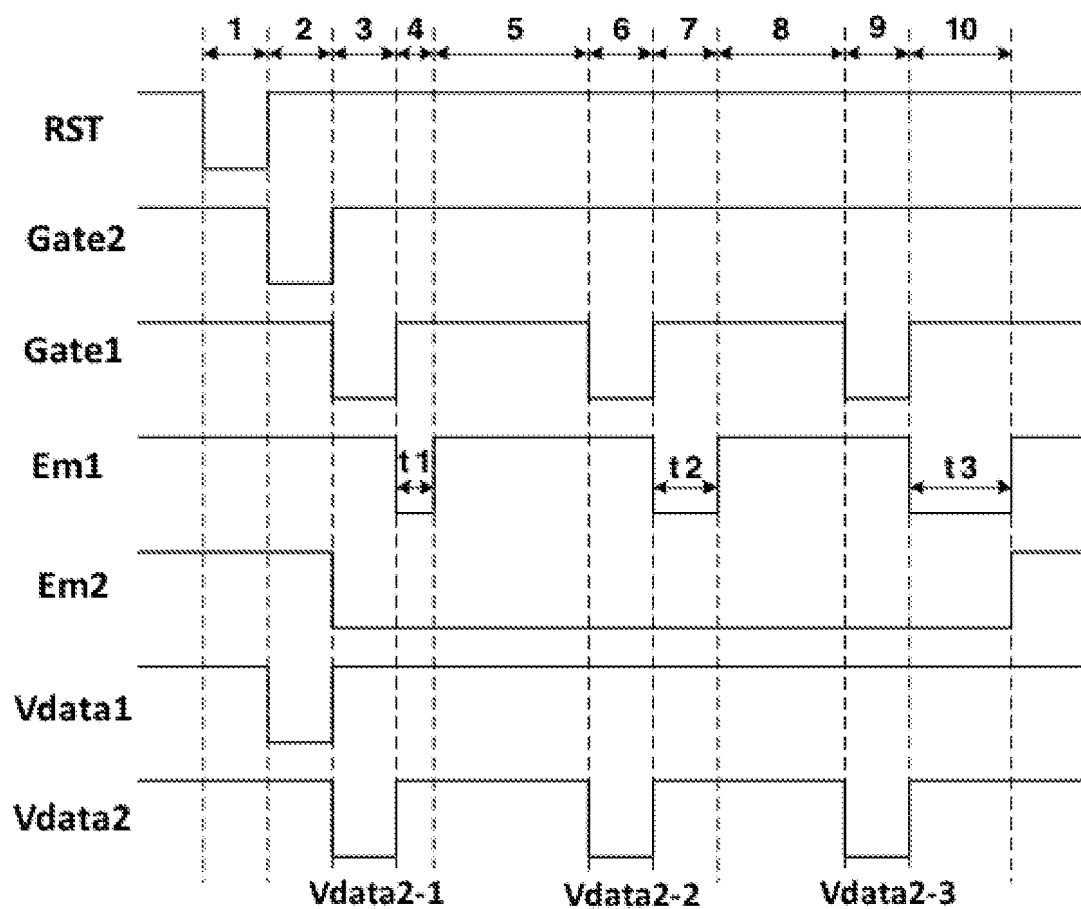 1 2 3 4 5 6 7 8 9 10
RST
Gate2
Gate1
Em1
t1 t2 t3
Em2
Vdata1
Vdata2
Vdata2-1 Vdata2-2 Vdata2-3